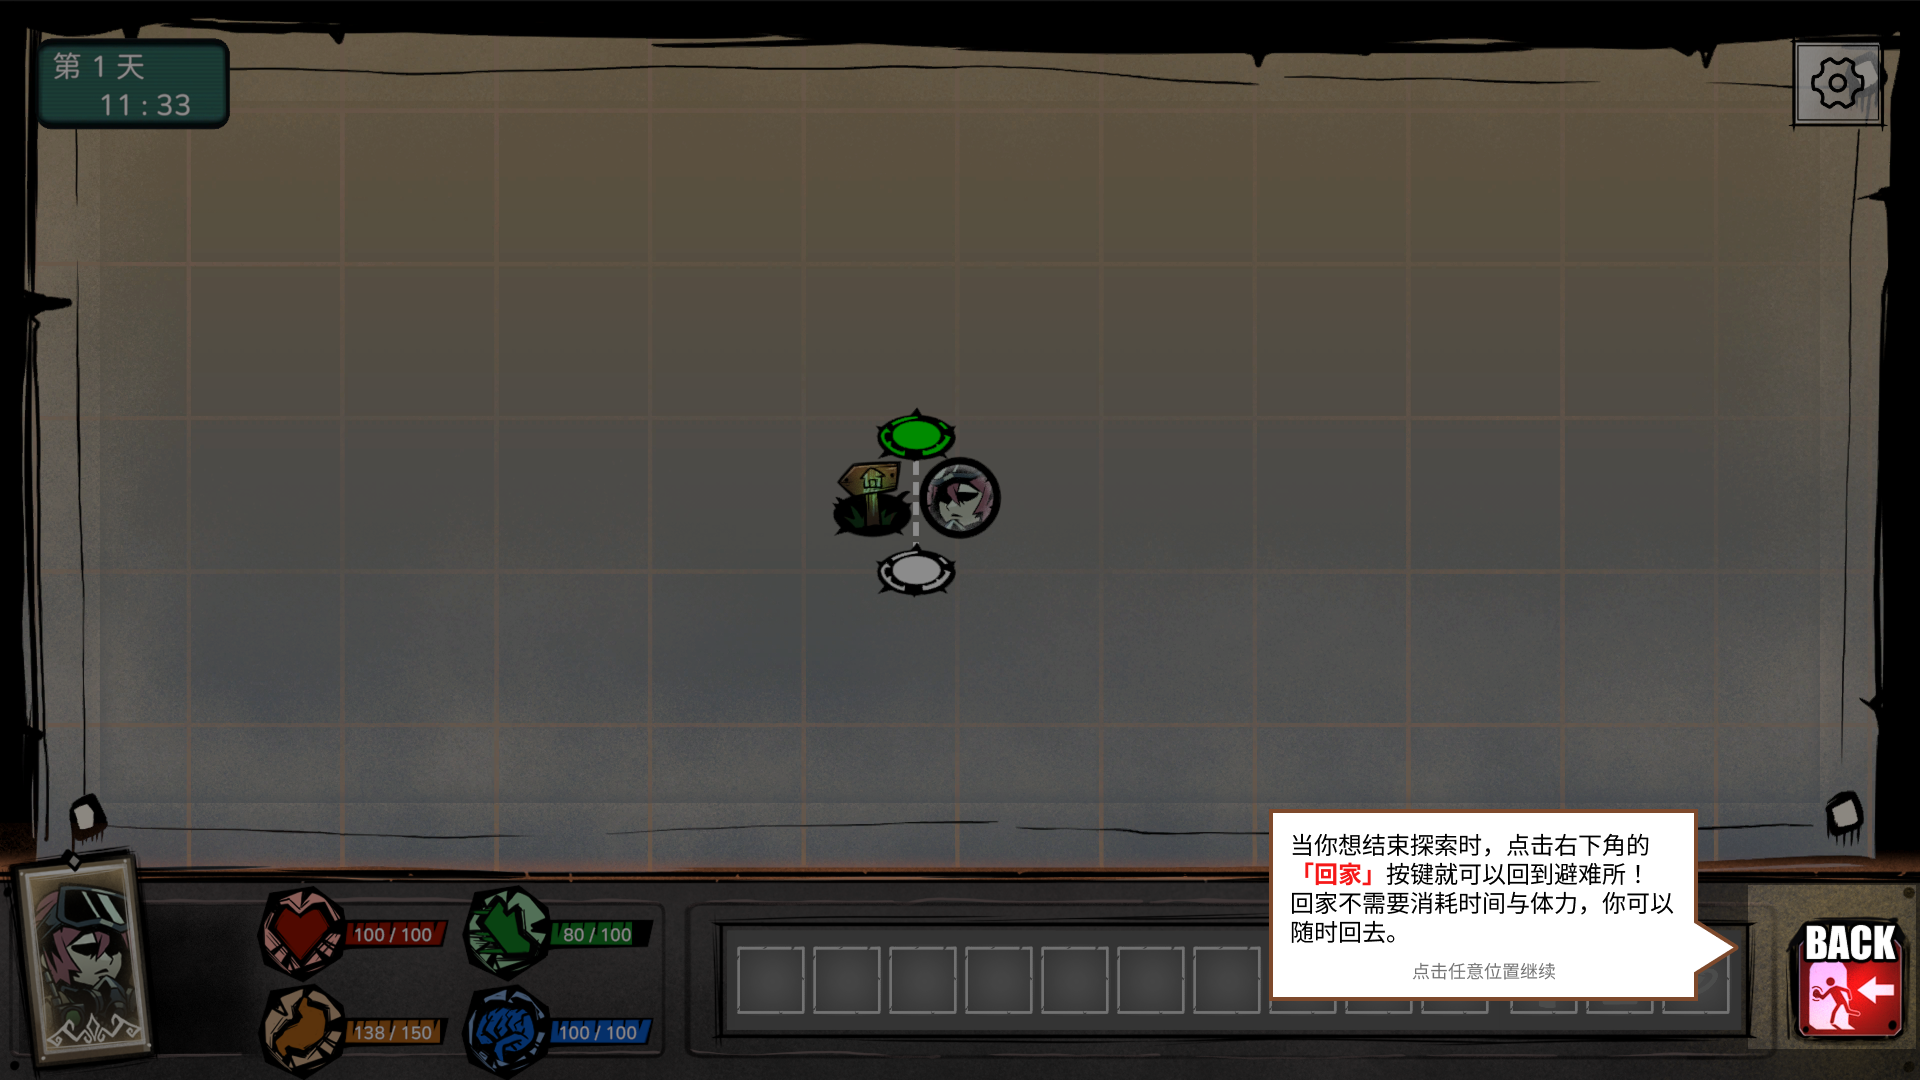 第 1 天
11 : 33
当你想结束探索时，点击右下角的
「回家」按键就可以回到避难所！
回家不需要消耗时间与体力，你可以
随时回去。
点击任意位置继续
BACK
100 / 100
80 / 100
138 / 150
100 / 100